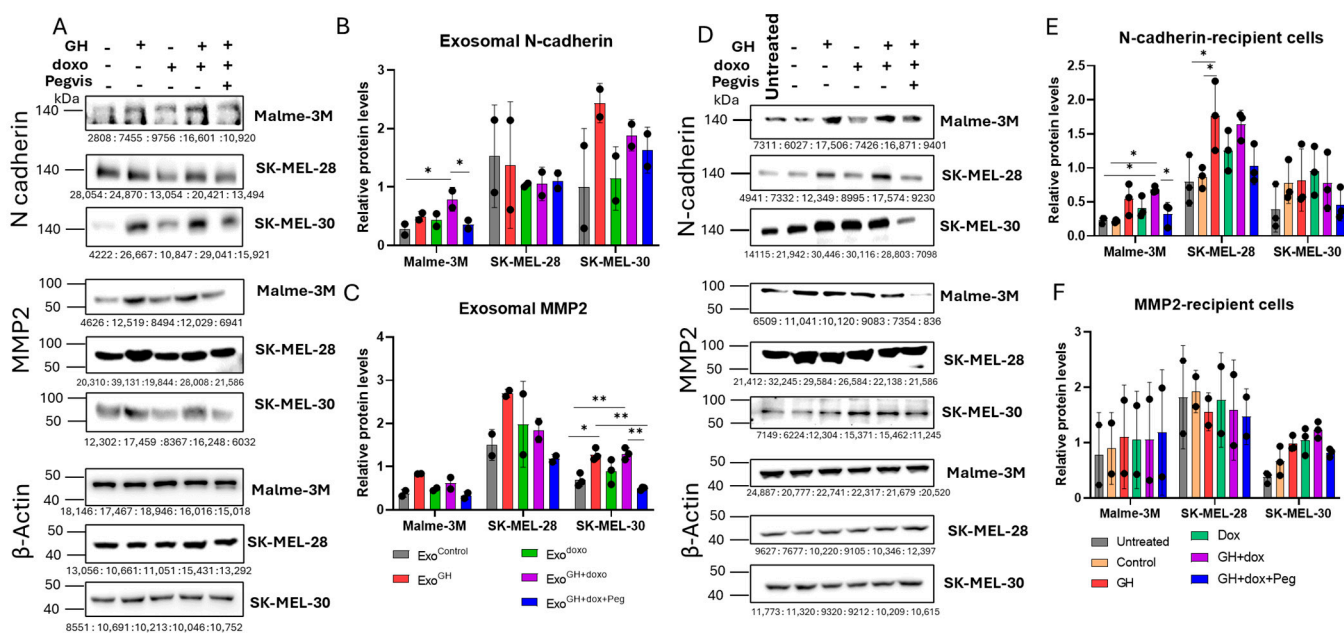 A
GH - + - + +
doxo - - + + +
Pegvis - - - - +
kDa
N cadherin
140
Malme-3M
2808 : 7455 : 9756 : 16,601 : 10,920
140
SK-MEL-28
28,054 : 24,870 : 13,054 : 20,421 : 13,494
140
SK-MEL-30
4222 : 26,667 : 10,847 : 29,041 : 15,921
MMP2
100
50
Malme-3M
4626 : 12,519 : 8494 : 12,029 : 6941
100
50
SK-MEL-28
20,310 : 39,131 : 19,844 : 28,008 : 21,586
100
50
SK-MEL-30
12,302 : 17,459 : 8367 : 16,248 : 6032
β-Actin
50
40
Malme-3M
18,146 : 17,467 : 18,946 : 16,016 : 15,018
50
40
SK-MEL-28
13,056 : 10,661 : 11,051 : 15,431 : 13,292
50
40
SK-MEL-30
8551 : 10,691 : 10,213 : 10,046 : 10,752
B
Exosomal N-cadherin
Relative protein levels
3
2
1
0
* *
Malme-3M SK-MEL-28 SK-MEL-30
C
Exosomal MMP2
Relative protein levels
4
3
2
1
0
* ** ** **
Malme-3M SK-MEL-28 SK-MEL-30
Exo^Control
Exo^GH
Exo^doxo
Exo^GH+doxo
Exo^GH+dox+Peg
D
Untreated
GH - + - + +
doxo - - + + +
Pegvis - - - - +
kDa
N-cadherin
140
Malme-3M
7311 : 6027 : 17,506 : 7426 : 16,871 : 9401
140
SK-MEL-28
4941 : 7332 : 12,349 : 8995 : 17,574 : 9230
140
SK-MEL-30
14115 : 21,942 : 30,446 : 30,116 : 28,803 : 7098
MMP2
100
50
Malme-3M
6509 : 11,041 : 10,120 : 9083 : 7354 : 836
100
50
SK-MEL-28
21,412 : 32,245 : 29,584 : 26,584 : 22,138 : 21,586
100
50
SK-MEL-30
7149 : 6224 : 12,304 : 15,371 : 15,462 : 11,245
β-Actin
50
40
Malme-3M
24,887 : 20,777 : 22,741 : 22,317 : 21,679 : 20,520
50
40
SK-MEL-28
9627 : 7677 : 10,220 : 9105 : 10,346 : 12,397
50
40
SK-MEL-30
11,773 : 11,320 : 9320 : 9212 : 10,209 : 10,615
E
N-cadherin-recipient cells
Relative protein levels
2.5
2.0
1.5
1.0
0.5
0.0
* * * * *
Malme-3M SK-MEL-28 SK-MEL-30
F
MMP2-recipient cells
Relative protein levels
3
2
1
0
Malme-3M SK-MEL-28 SK-MEL-30
Untreated
Control
GH
Dox
GH+dox
GH+dox+Peg